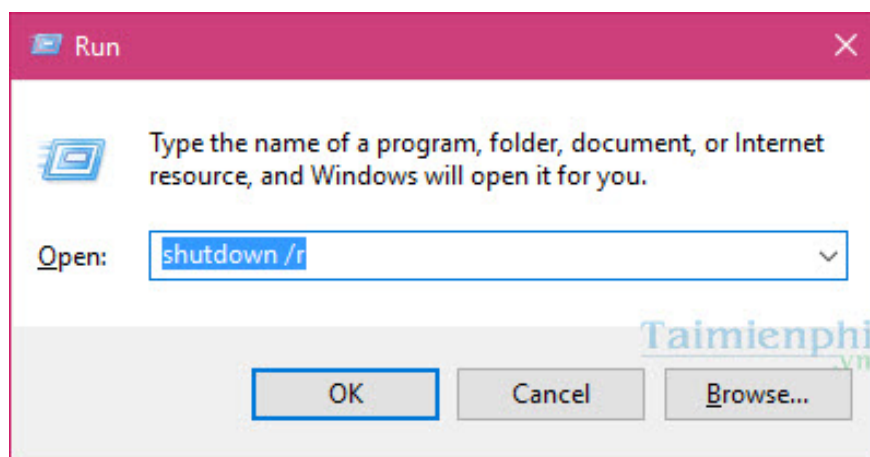 Run
Type the name of a program, folder, document, or Internet
resource, and Windows will open it for you.
Open: shutdown /r
Taimienphi
.vn
OK Cancel Browse...